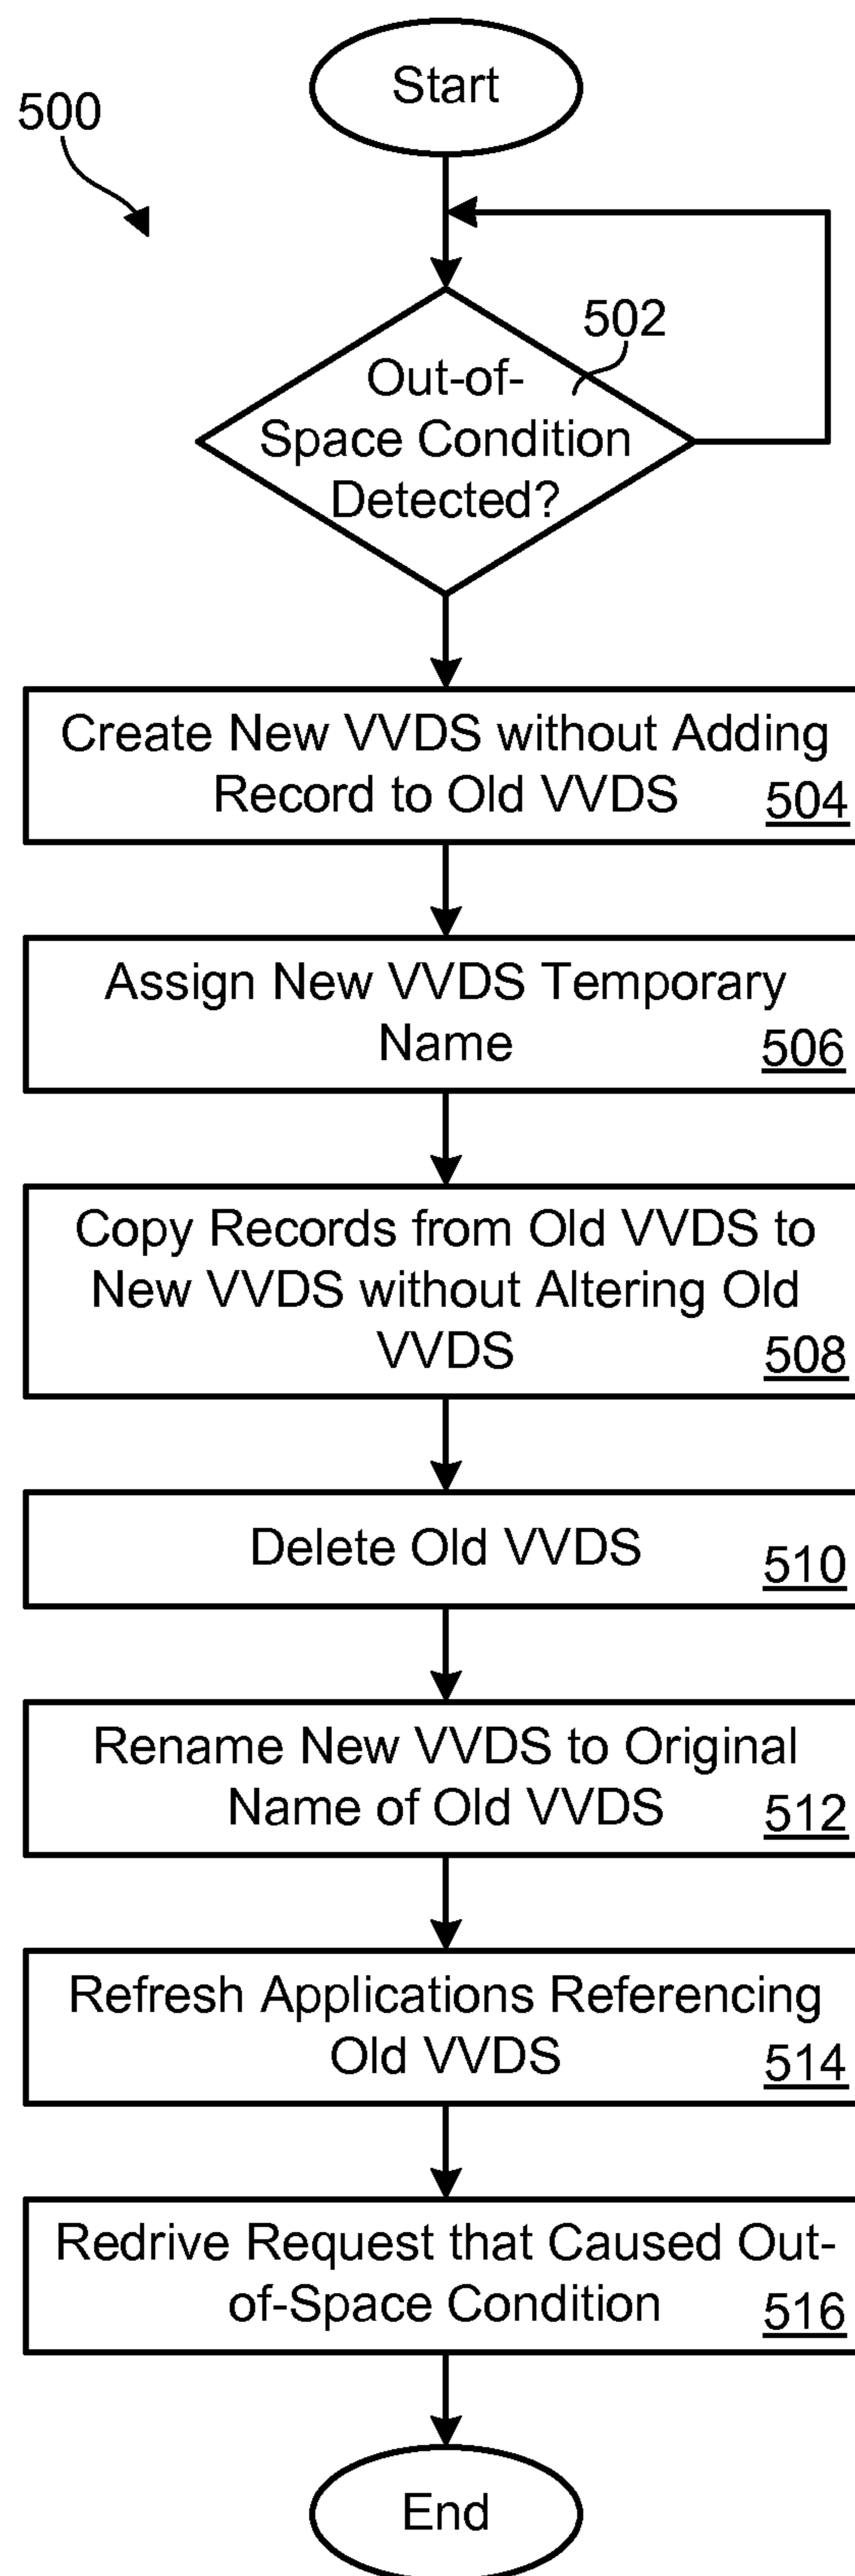 Start
500
502
Out-of-
Space Condition
Detected?
Create New VVDS without Adding
Record to Old VVDS
504
Assign New VVDS Temporary
Name
506
Copy Records from Old VVDS to
New VVDS without Altering Old
VVDS
508
Delete Old VVDS
510
Rename New VVDS to Original
Name of Old VVDS
512
Refresh Applications Referencing
Old VVDS
514
Redrive Request that Caused Out-
of-Space Condition
516
End